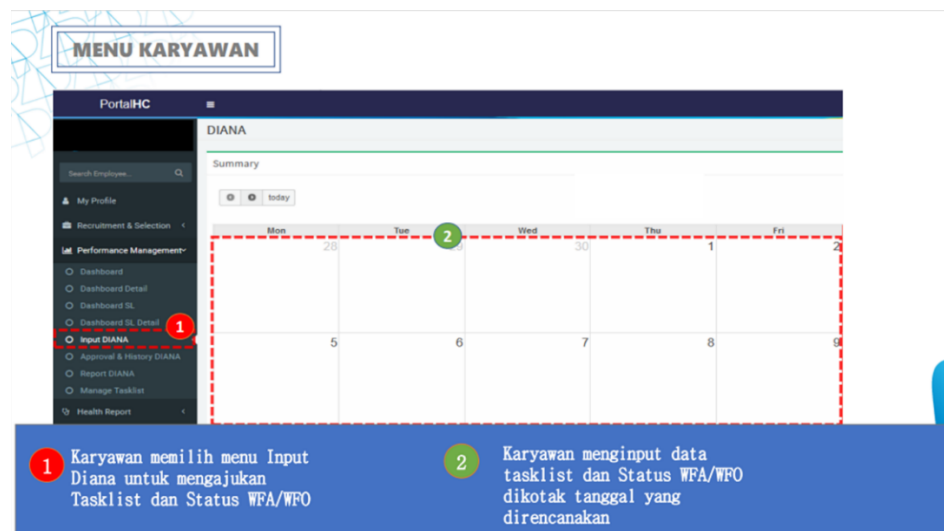 MENU KARYAWAN
PortalHC
DIANA
Summary
Search Employee...
today
My Profile
Recruitment & Selection
Mon Tue Wed Thu Fri
2
Performance Management
28 30 1 2
Dashboard
Dashboard Detail
Dashboard SL
Dashboard SL Detail
1
Input DIANA
5 6 7 8 9
Approval & History DIANA
Report DIANA
Manage Tasklist
Health Report
1
Karyawan memilih menu Input
Diana untuk mengajukan
Tasklist dan Status WFA/WFO
2
Karyawan menginput data
tasklist dan Status WFA/WFO
dikotak tanggal yang
direncanakan